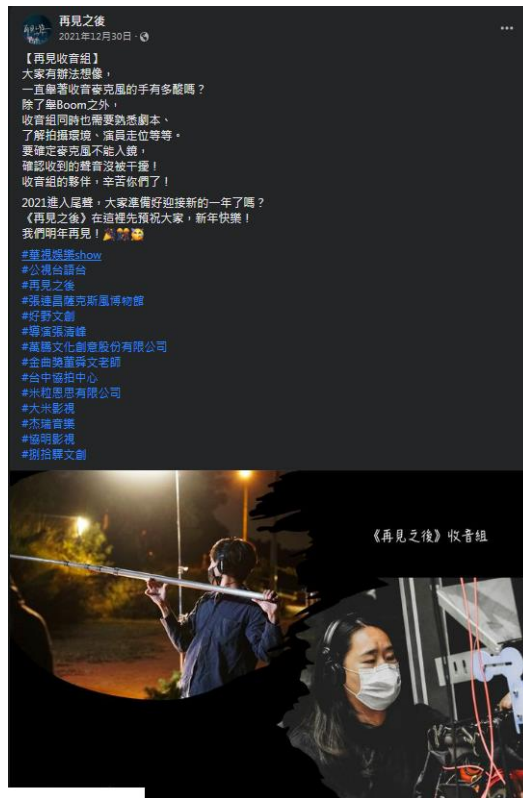 再見之後
2021年12月30日
【再見收音組】
大家有辦法想像，
一直舉著收音麥克風的手有多酸嗎？
除了舉Boom之外，
收音組同時也需要熟悉劇本、
了解拍攝環境、演員走位等等。
要確定麥克風不能入鏡，
確認收到的聲音沒被干擾！
收音組的夥伴，辛苦你們了！
2021進入尾聲，大家準備好迎接新的一年了嗎？
《再見之後》在這裡先預祝大家，新年快樂！
我們明年再見！🎉🎊🥳
#華視娛樂show
#公視台語台
#再見之後
#張連昌薩克斯風博物館
#好野文創
#導演張濤峰
#萬騰文化創意股份有限公司
#金曲獎董舜文老師
#台中協拍中心
#米粒恩思有限公司
#大米影視
#杰瑞音樂
#協明影視
#捌拾驛文創
《再見之後》收音組